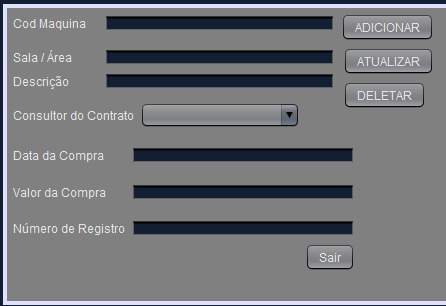 Cod Maquina
ADICIONAR
Sala / Área
ATUALIZAR
Descrição
DELETAR
Consultor do Contrato
Data da Compra
Valor da Compra
Número de Registro
Sair